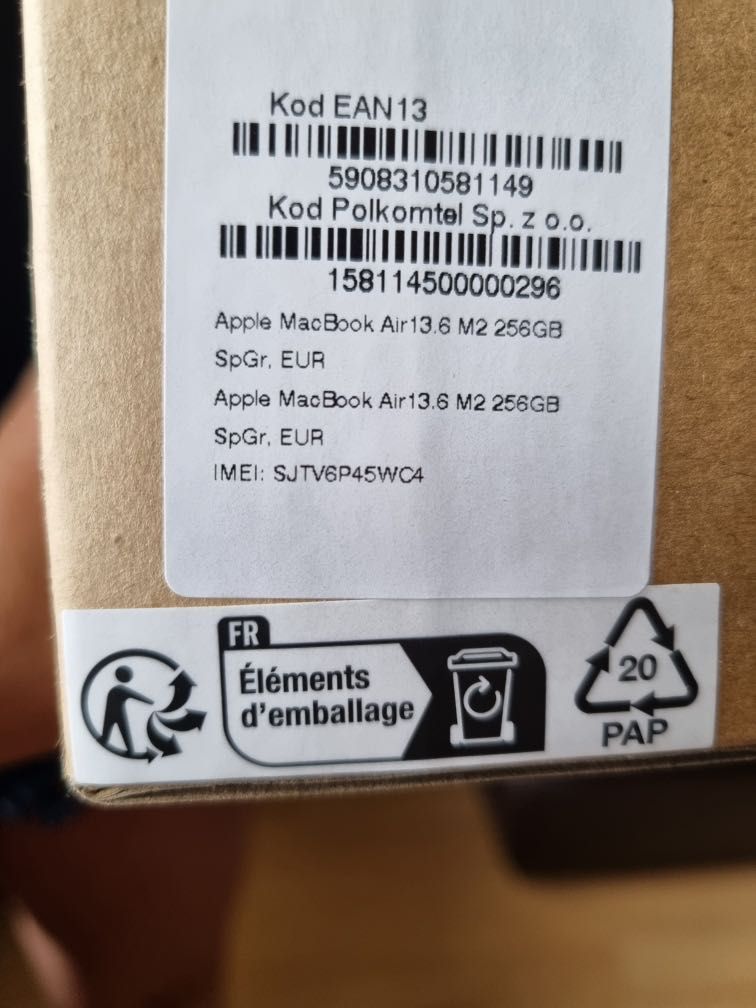 Kod EAN13
5908310581149
Kod Polkomtel Sp. z o.o.
158114500000296
Apple MacBook Air13.6 M2 256GB
SpGr, EUR
Apple MacBook Air13.6 M2 256GB
SpGr, EUR
IMEI: SJTV6P45WC4
FR
Éléments
d'emballage
20
PAP